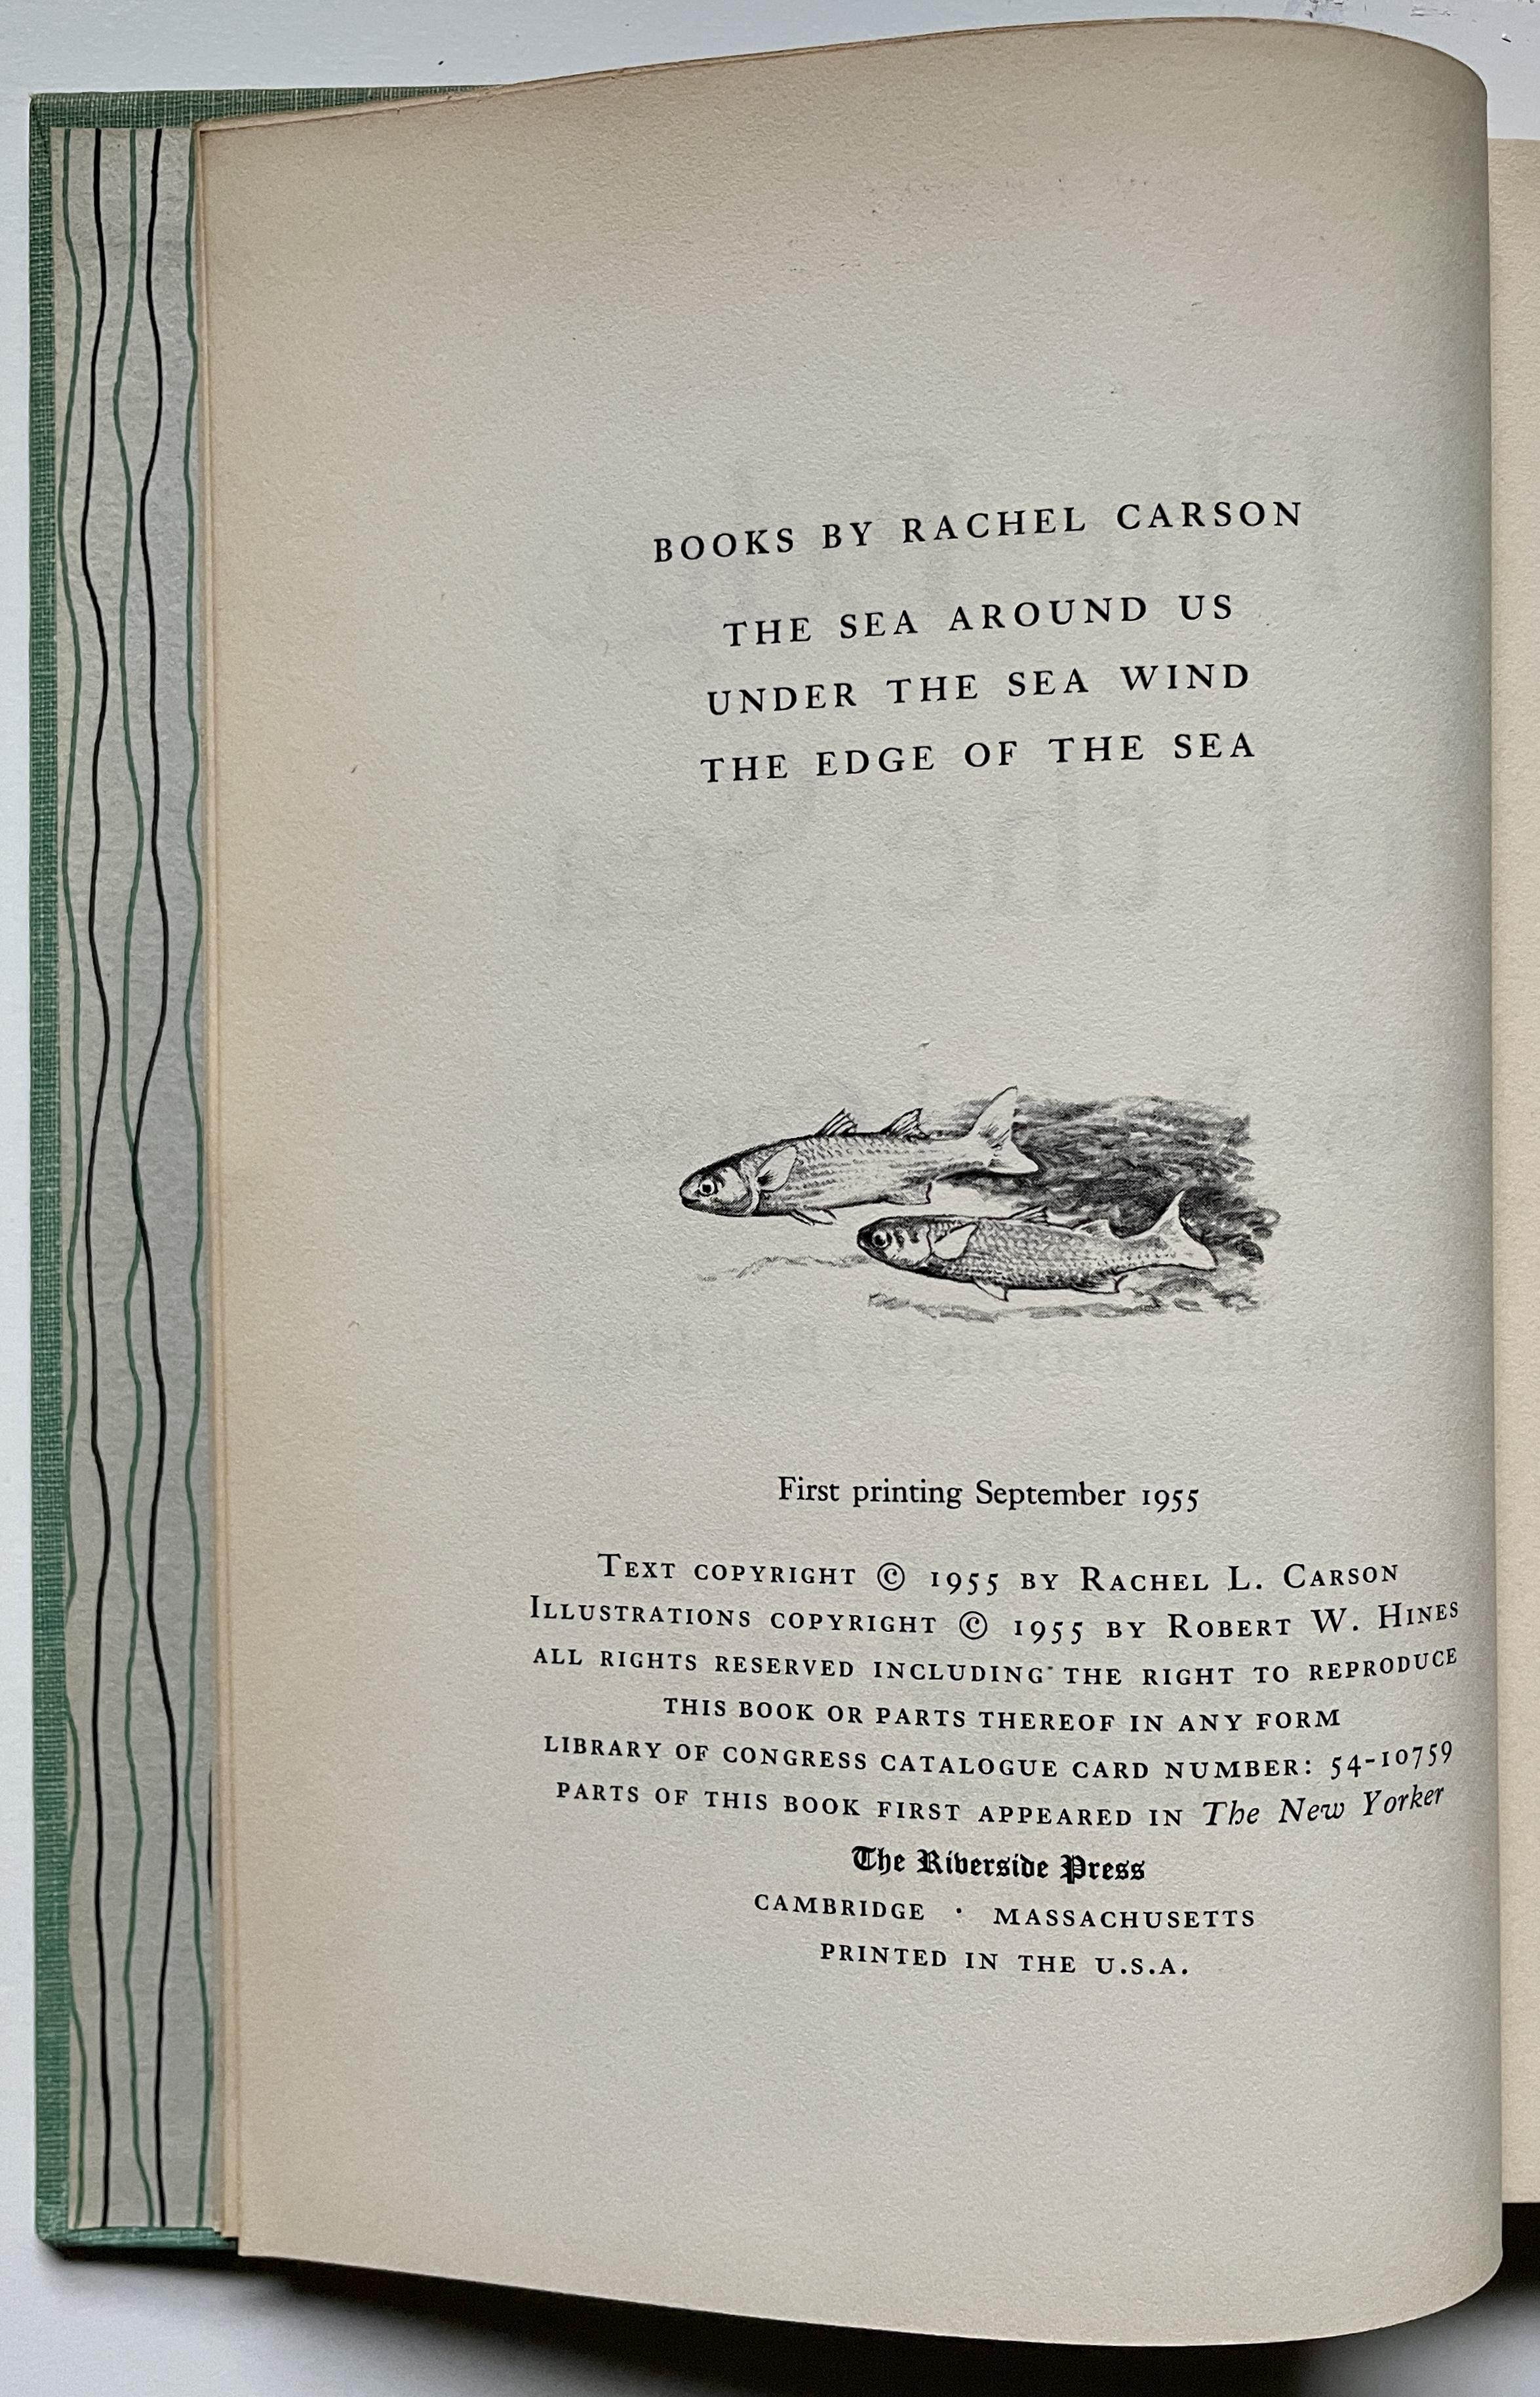 BOOKS BY RACHEL CARSON
THE SEA AROUND US
UNDER THE SEA WIND
THE EDGE OF THE SEA
First printing September 1955
TEXT COPYRIGHT © 1955 BY RACHEL L. CARSON
ILLUSTRATIONS COPYRIGHT © 1955 BY ROBERT W. HINES
ALL RIGHTS RESERVED INCLUDING THE RIGHT TO REPRODUCE
THIS BOOK OR PARTS THEREOF IN ANY FORM
LIBRARY OF CONGRESS CATALOGUE CARD NUMBER: 54-10759
PARTS OF THIS BOOK FIRST APPEARED IN The New Yorker
The Riverside Press
CAMBRIDGE · MASSACHUSETTS
PRINTED IN THE U.S.A.